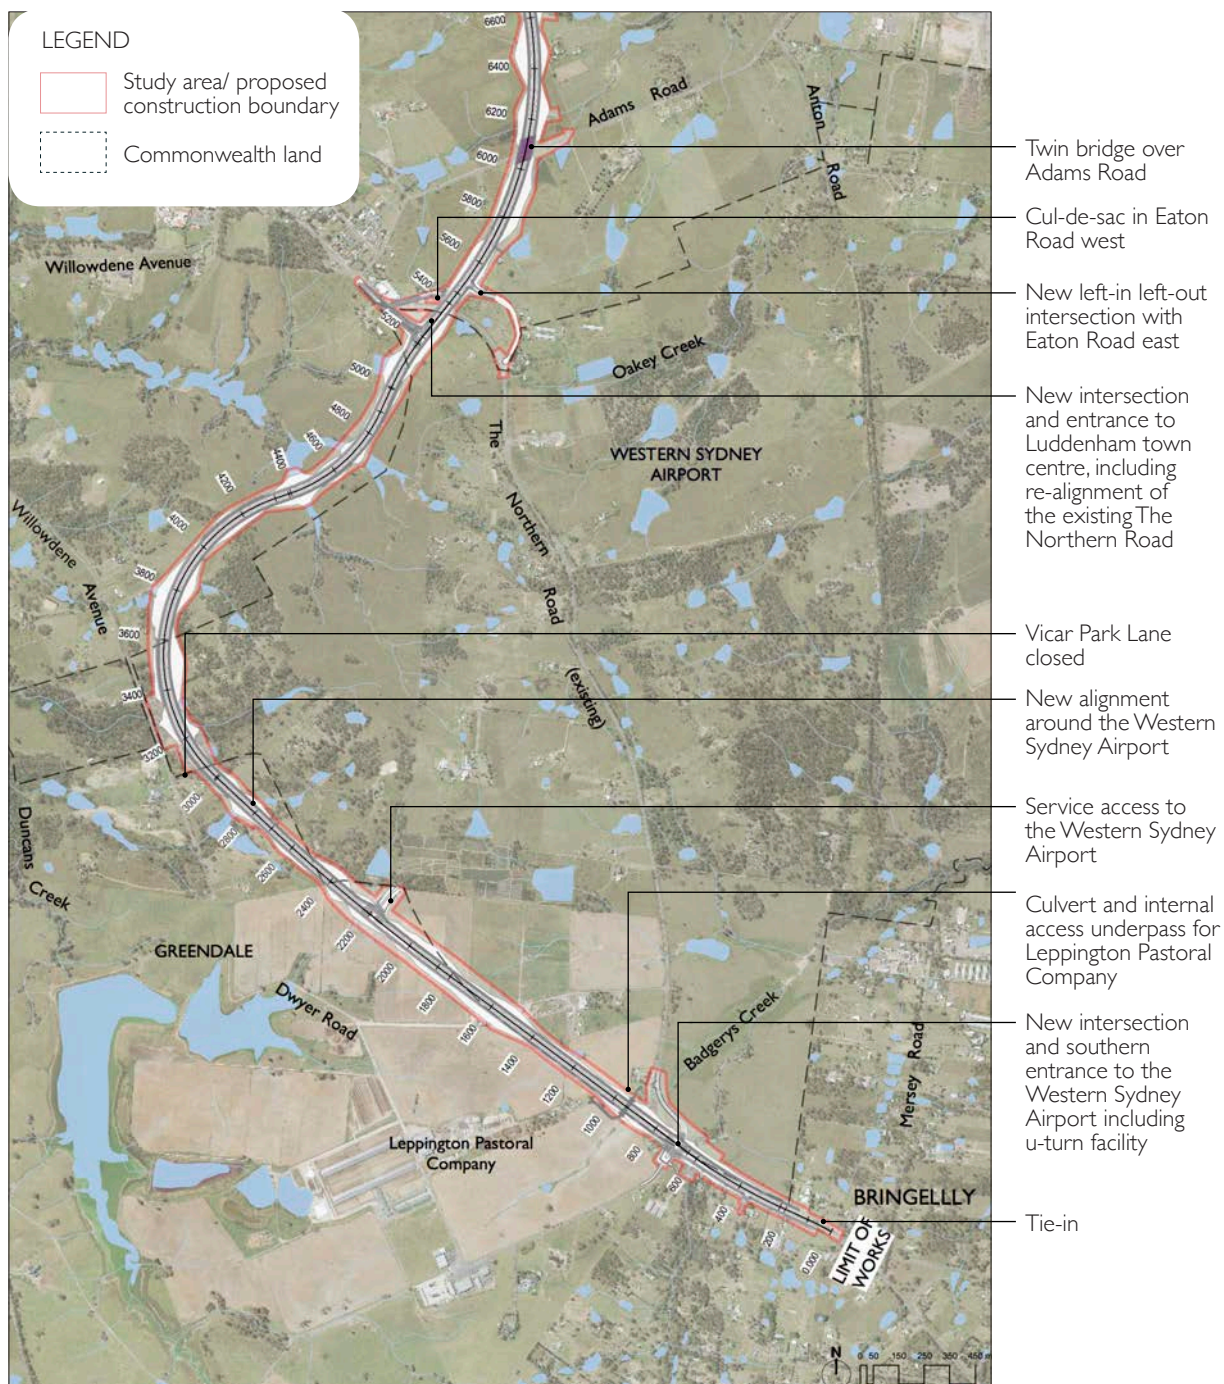 LEGEND
Study area/ proposed
construction boundary
Commonwealth land
6600
6400
6200
6000
5800
5600
5400
5200
5000
4800
4600
4400
4200
4000
3800
3600
3400
3200
3000
2800
2600
2400
2200
2000
1800
1600
1400
1200
1000
800
600
400
200
0.000
Adams Road
Anton Road
Willowdene Avenue
Oakey Creek
WESTERN SYDNEY
AIRPORT
The Northern Road (existing)
Willowdene Avenue
Duncans Creek
GREENDALE
Dwyer Road
Badgerys Creek
Mersey Road
Leppington Pastoral
Company
BRINGELLLY
LIMIT OF
WORKS
N
0 50 150 250 350 450 m
Twin bridge over
Adams Road
Cul-de-sac in Eaton
Road west
New left-in left-out
intersection with
Eaton Road east
New intersection
and entrance to
Luddenham town
centre, including
re-alignment of
the existing The
Northern Road
Vicar Park Lane
closed
New alignment
around the Western
Sydney Airport
Service access to
the Western Sydney
Airport
Culvert and internal
access underpass for
Leppington Pastoral
Company
New intersection
and southern
entrance to the
Western Sydney
Airport including
u-turn facility
Tie-in